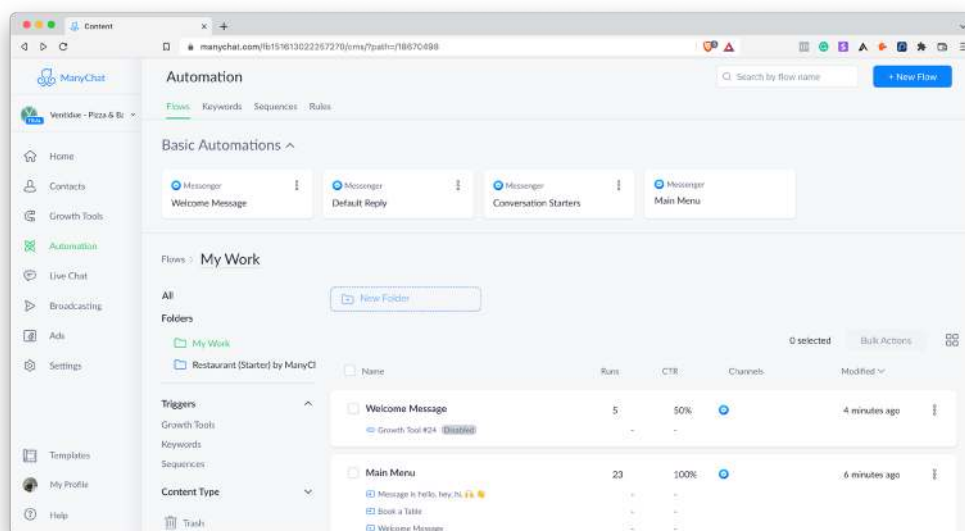 Content
manychat.com/fb151613022257270/cms/?path=/18670498
ManyChat
Automation
Search by flow name
+ New Flow
TRIAL
Ventidue - Pizza & Ba
Flows Keywords Sequences Rules
Home
Contacts
Growth Tools
Automation
Live Chat
Broadcasting
Ads
Settings
Templates
My Profile
Help
Basic Automations
Messenger
Welcome Message
Messenger
Default Reply
Messenger
Conversation Starters
Messenger
Main Menu
Flows My Work
All
Folders
My Work
Restaurant (Starter) by ManyCh
Triggers
Growth Tools
Keywords
Sequences
Content Type
Trash
New Folder
0 selected Bulk Actions
Name Runs CTR Channels Modified
Welcome Message 5 50% 4 minutes ago
Growth Tool #24 Disabled - -
Main Menu 23 100% 6 minutes ago
Message is hello, hey, hi, 🙌 👋 - -
Book a Table - -
Welcome Message